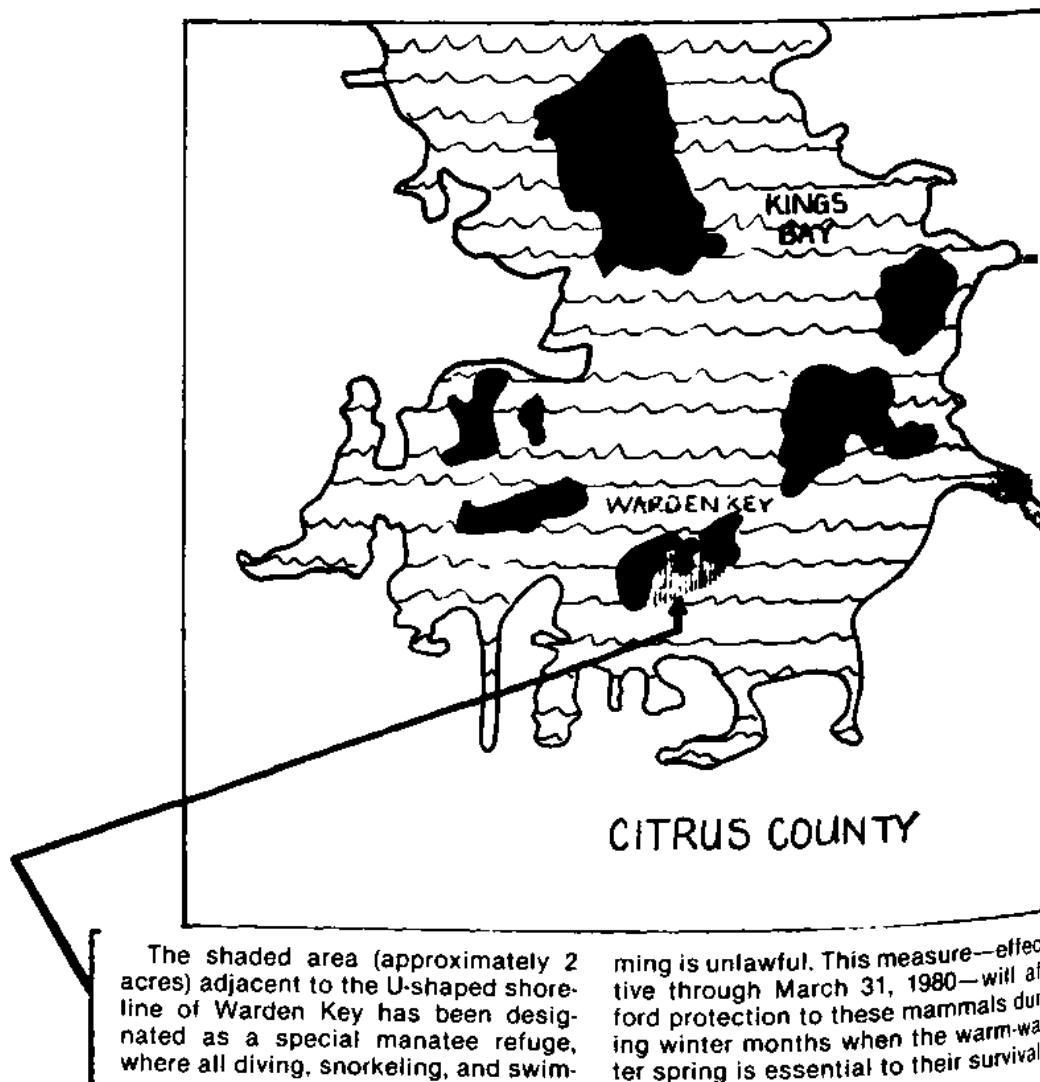 KINGS
BAY
WARDEN KEY
CITRUS COUNTY
The shaded area (approximately 2
acres) adjacent to the U-shaped shore-
line of Warden Key has been desig-
nated as a special manatee refuge,
where all diving, snorkeling, and swim-
ming is unlawful. This measure—effec
tive through March 31, 1980—will af
ford protection to these mammals dur
ing winter months when the warm-wa
ter spring is essential to their survival